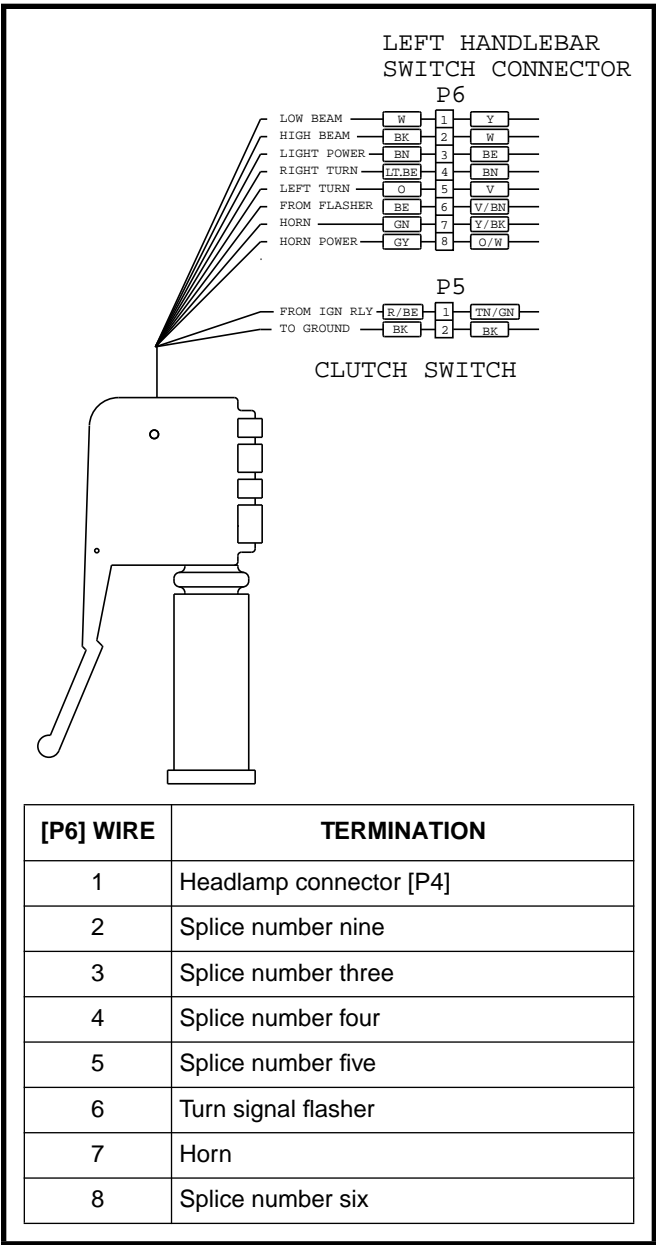 LEFT HANDLEBAR
SWITCH CONNECTOR
P6
LOW BEAM W 1 Y
HIGH BEAM BK 2 W
LIGHT POWER BN 3 BE
RIGHT TURN LT.BE 4 BN
LEFT TURN O 5 V
FROM FLASHER BE 6 V/BN
HORN GN 7 Y/BK
HORN POWER GY 8 O/W
P5
FROM IGN RLY R/BE 1 TN/GN
TO GROUND BK 2 BK
CLUTCH SWITCH
[P6] WIRE TERMINATION
1 Headlamp connector [P4]
2 Splice number nine
3 Splice number three
4 Splice number four
5 Splice number five
6 Turn signal flasher
7 Horn
8 Splice number six